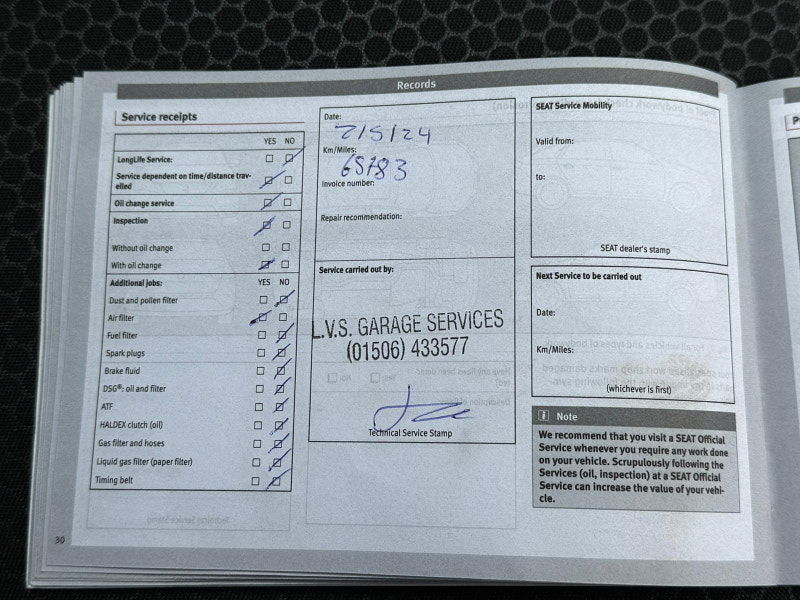 Records
Service receipts
YES NO
LongLife Service:
Service dependent on time/distance trav-
elled
Oil change service
Inspection
Without oil change
With oil change
Additional jobs: YES NO
Dust and pollen filter
Air filter
Fuel filter
Spark plugs
Brake fluid
DSG®: oil and filter
ATF
HALDEX clutch (oil)
Gas filter and hoses
Liquid gas filter (paper filter)
Timing belt
Date:
7/5/24
Km/Miles:
65783
Invoice number:
Repair recommendation:
Service carried out by:
L.V.S. GARAGE SERVICES
(01506) 433577
Technical Service Stamp
SEAT Service Mobility
Valid from:
to:
SEAT dealer's stamp
Next Service to be carried out
Date:
Km/Miles:
(whichever is first)
i Note
We recommend that you visit a SEAT Official
Service whenever you require any work done
on your vehicle. Scrupulously following the
Services (oil, inspection) at a SEAT Official
Service can increase the value of your vehi-
cle.
30